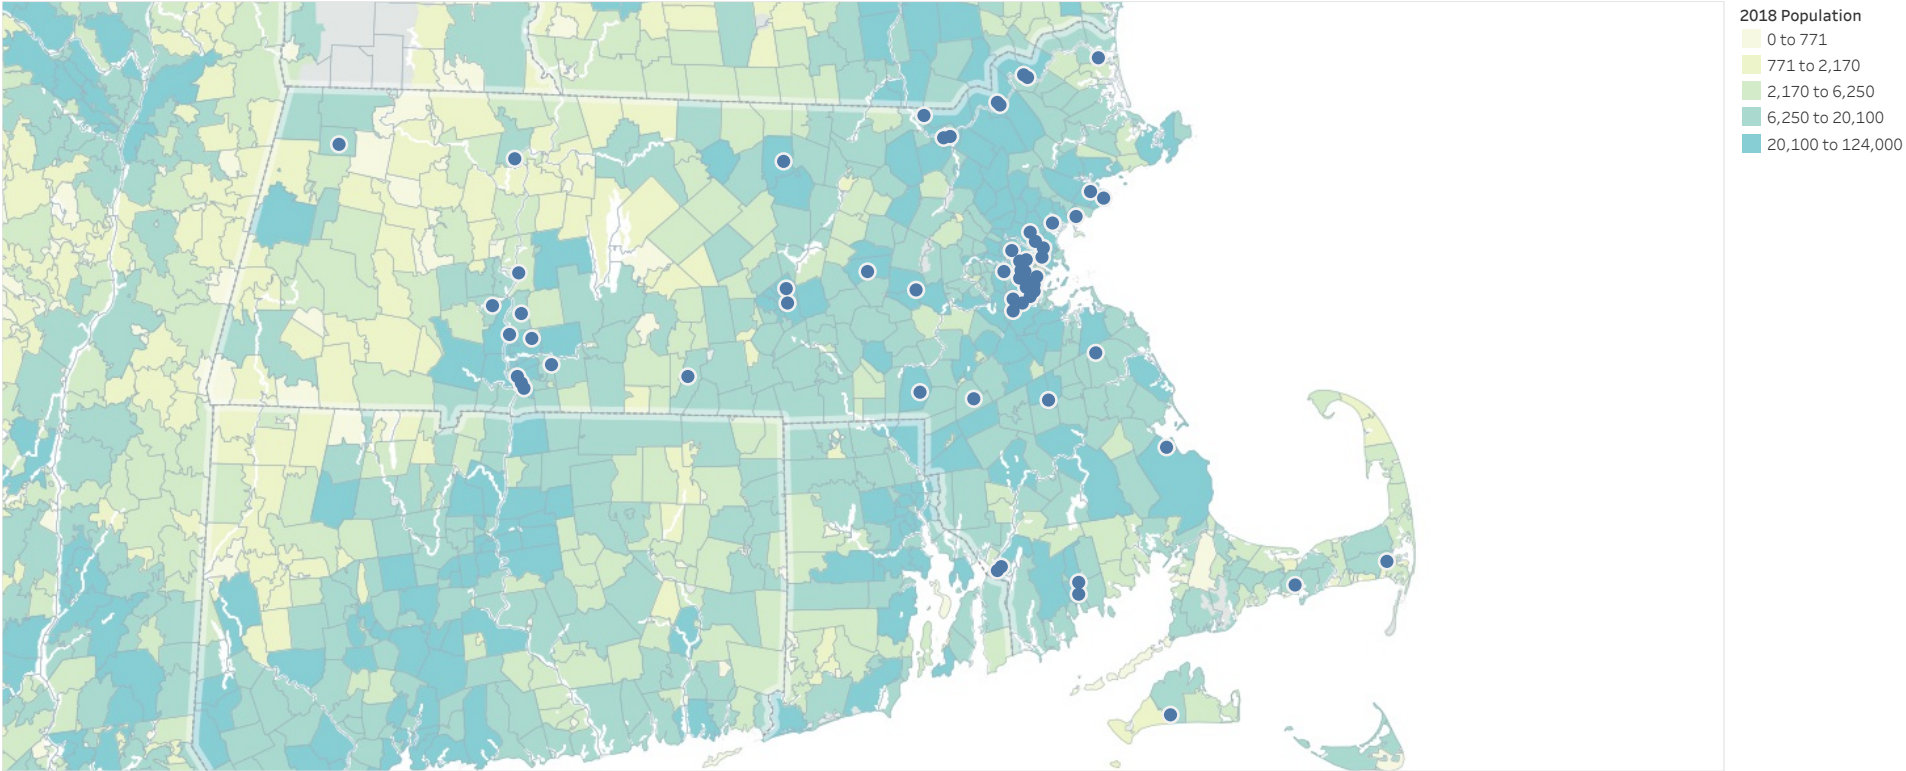 2018 Population
0 to 771
771 to 2,170
2,170 to 6,250
6,250 to 20,100
20,100 to 124,000